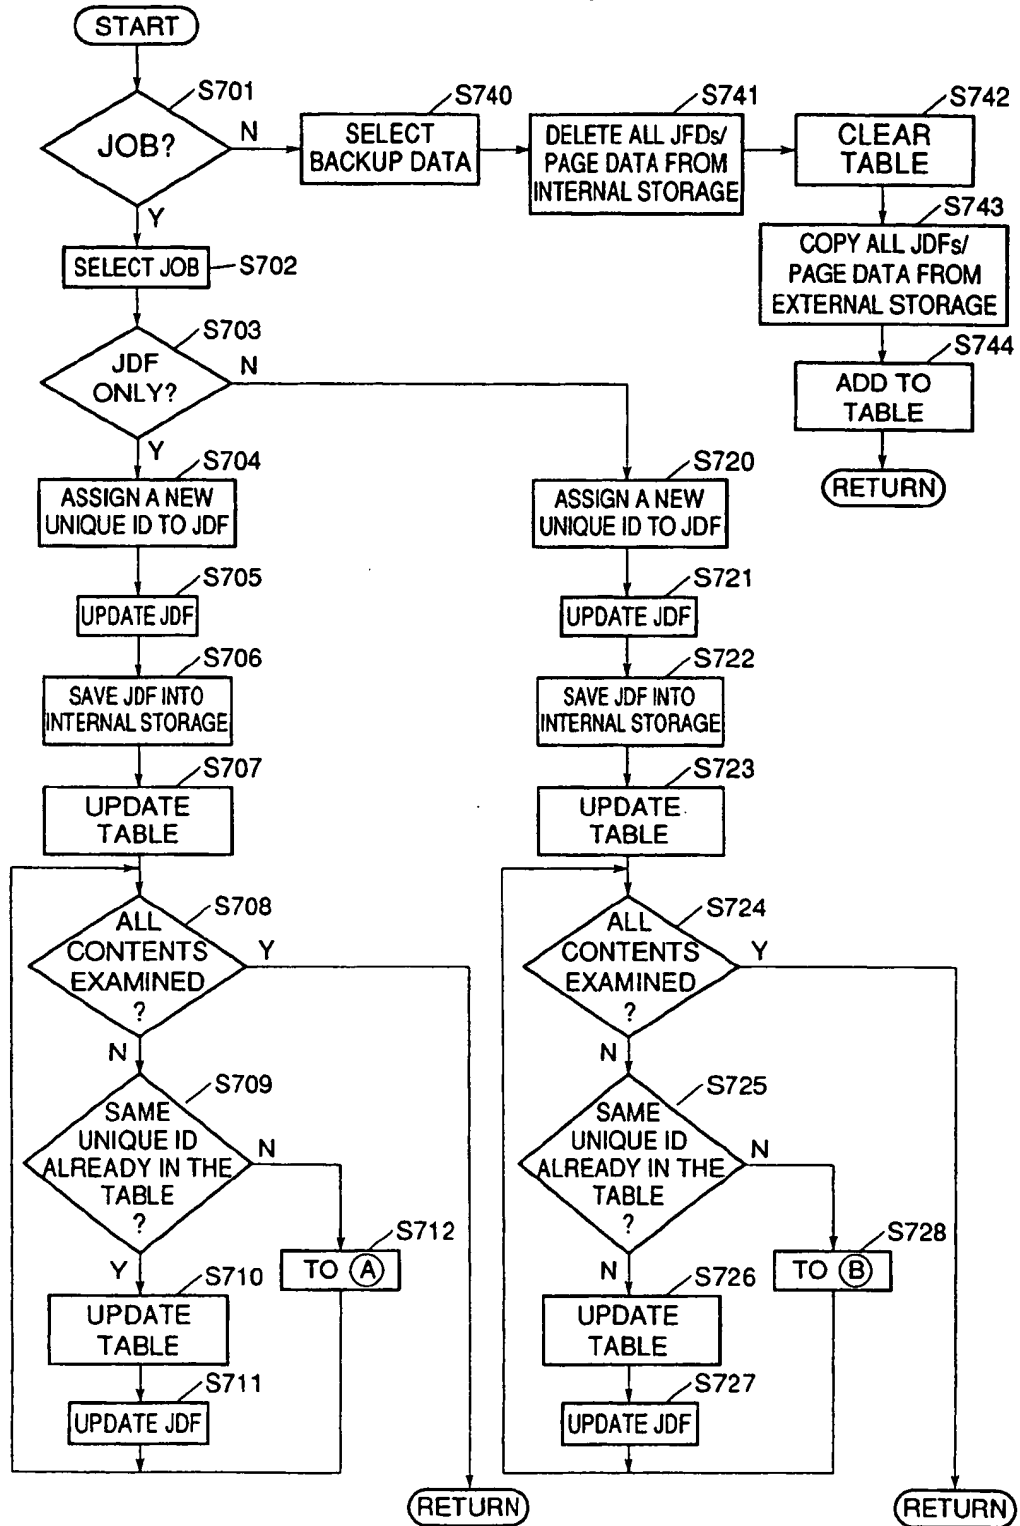 START
S701
JOB?
N
Y
S740
SELECT
BACKUP DATA
S741
DELETE ALL JFDs/
PAGE DATA FROM
INTERNAL STORAGE
S742
CLEAR
TABLE
S743
COPY ALL JDFs/
PAGE DATA FROM
EXTERNAL STORAGE
S744
ADD TO
TABLE
RETURN
SELECT JOB
S702
S703
JDF
ONLY?
N
Y
S704
ASSIGN A NEW
UNIQUE ID TO JDF
S705
UPDATE JDF
S706
SAVE JDF INTO
INTERNAL STORAGE
S707
UPDATE
TABLE
S708
ALL
CONTENTS
EXAMINED
?
Y
N
S709
SAME
UNIQUE ID
ALREADY IN THE
TABLE
?
N
Y
S712
TO A
S710
UPDATE
TABLE
S711
UPDATE JDF
RETURN
S720
ASSIGN A NEW
UNIQUE ID TO JDF
S721
UPDATE JDF
S722
SAVE JDF INTO
INTERNAL STORAGE
S723
UPDATE
TABLE
S724
ALL
CONTENTS
EXAMINED
?
Y
N
S725
SAME
UNIQUE ID
ALREADY IN THE
TABLE
?
N
N
S728
TO B
S726
UPDATE
TABLE
S727
UPDATE JDF
RETURN